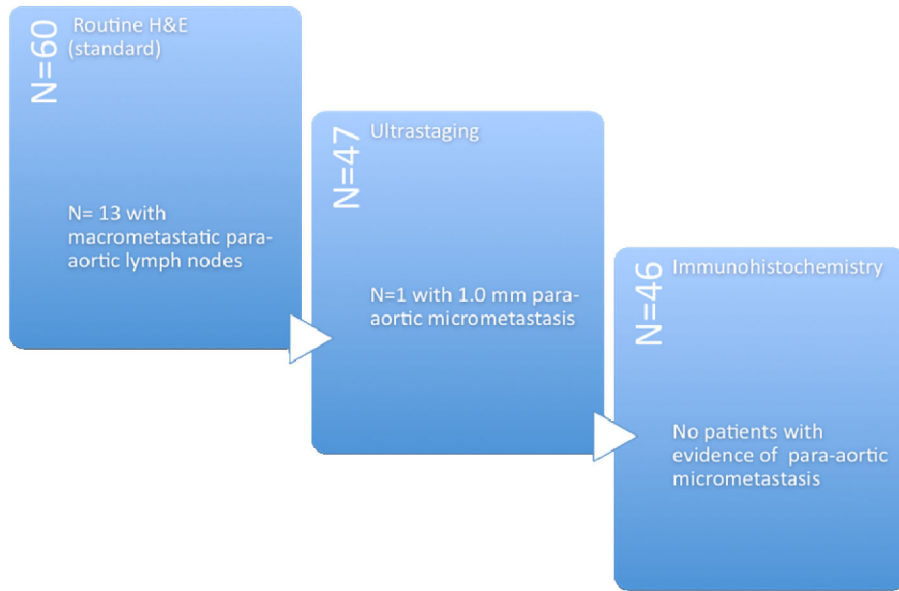 N=60
Routine H&E
(standard)
N= 13 with
macrometastatic para-
aortic lymph nodes
N=47
Ultrastaging
N=1 with 1.0 mm para-
aortic micrometastasis
N=46
Immunohistochemistry
No patients with
evidence of para-aortic
micrometastasis